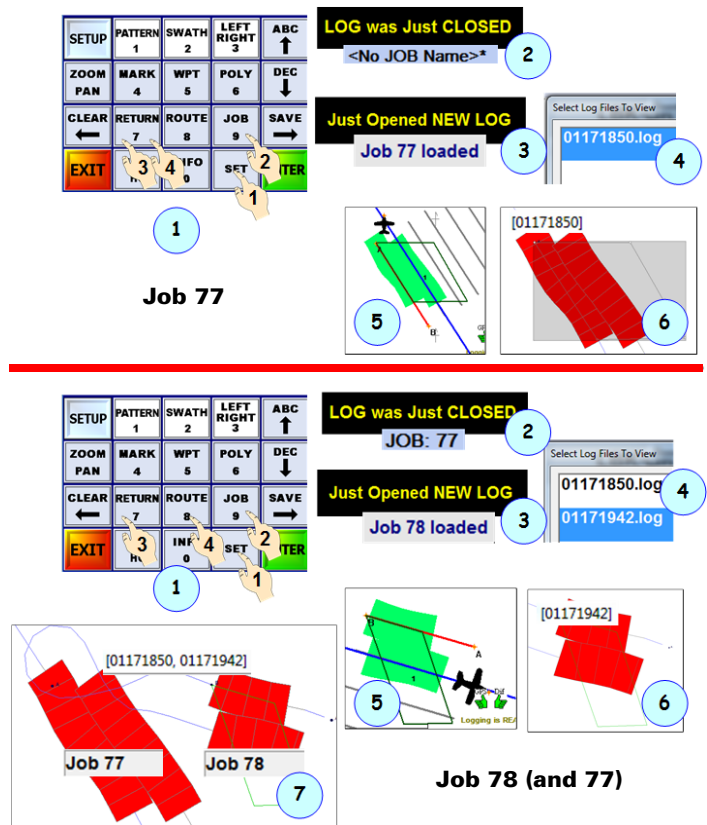 SETUP PATTERN 1 SWATH 2 LEFT RIGHT 3 ABC
ZOOM PAN MARK 4 WPT 5 POLY 6 DEC
CLEAR RETURN 7 ROUTE 8 JOB 9 SAVE
EXIT 3 4 0 SET 2
1
1
Job 77
LOG was Just CLOSED
<No JOB Name>*
2
Just Opened NEW LOG
Job 77 loaded
3
Select Log Files To View
01171850.log
4
A
1
B
5
[01171850]
6
SETUP PATTERN 1 SWATH 2 LEFT RIGHT 3 ABC
ZOOM PAN MARK 4 WPT 5 POLY 6 DEC
CLEAR RETURN 7 ROUTE 8 JOB 9 SAVE
EXIT 3 0 4 SET 2
1
1
LOG was Just CLOSED
JOB: 77
2
Just Opened NEW LOG
Job 78 loaded
3
Select Log Files To View
01171850.log
01171942.log
4
B
A
1
Logging is REA
5
[01171942]
6
[01171850, 01171942]
Job 77
Job 78
7
Job 78 (and 77)